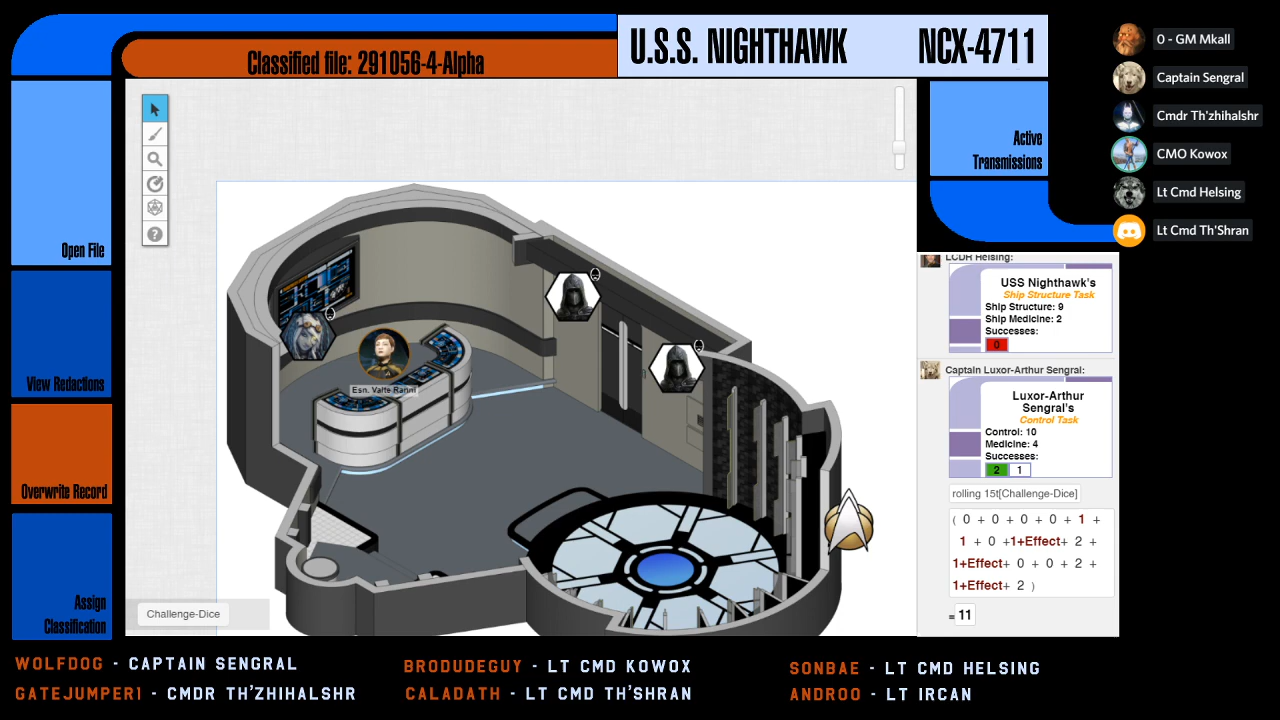 Classified file: 291056-4-Alpha
U.S.S. NIGHTHAWK NCX-4711
Open File
View Redactions
Overwrite Record
Assign
Classification
Active
Transmissions
0 - GM Mkall
Captain Sengral
Cmdr Th'zhihalshr
CMO Kowox
Lt Cmd Helsing
Lt Cmd Th'Shran
Esn. Valte Ranni
Challenge-Dice
LCDR Helsing:
USS Nighthawk's
Ship Structure Task
Ship Structure: 9
Ship Medicine: 2
Successes:
0
Captain Luxor-Arthur Sengral:
Luxor-Arthur
Sengral's
Control Task
Control: 10
Medicine: 4
Successes:
2 1
rolling 15t[Challenge-Dice]
( 0 + 0 + 0 + 0 + 1 +
1 + 0 +1+Effect+ 2 +
1+Effect+ 0 + 0 + 2 +
1+Effect+ 2 )
= 11
WOLFDOG - CAPTAIN SENGRAL
BRODUDEGUY - LT CMD KOWOX
SONBAE - LT CMD HELSING
GATEJUMPER1 - CMDR TH'ZHIHALSHR
CALADATH - LT CMD TH'SHRAN
ANDROO - LT IRCAN